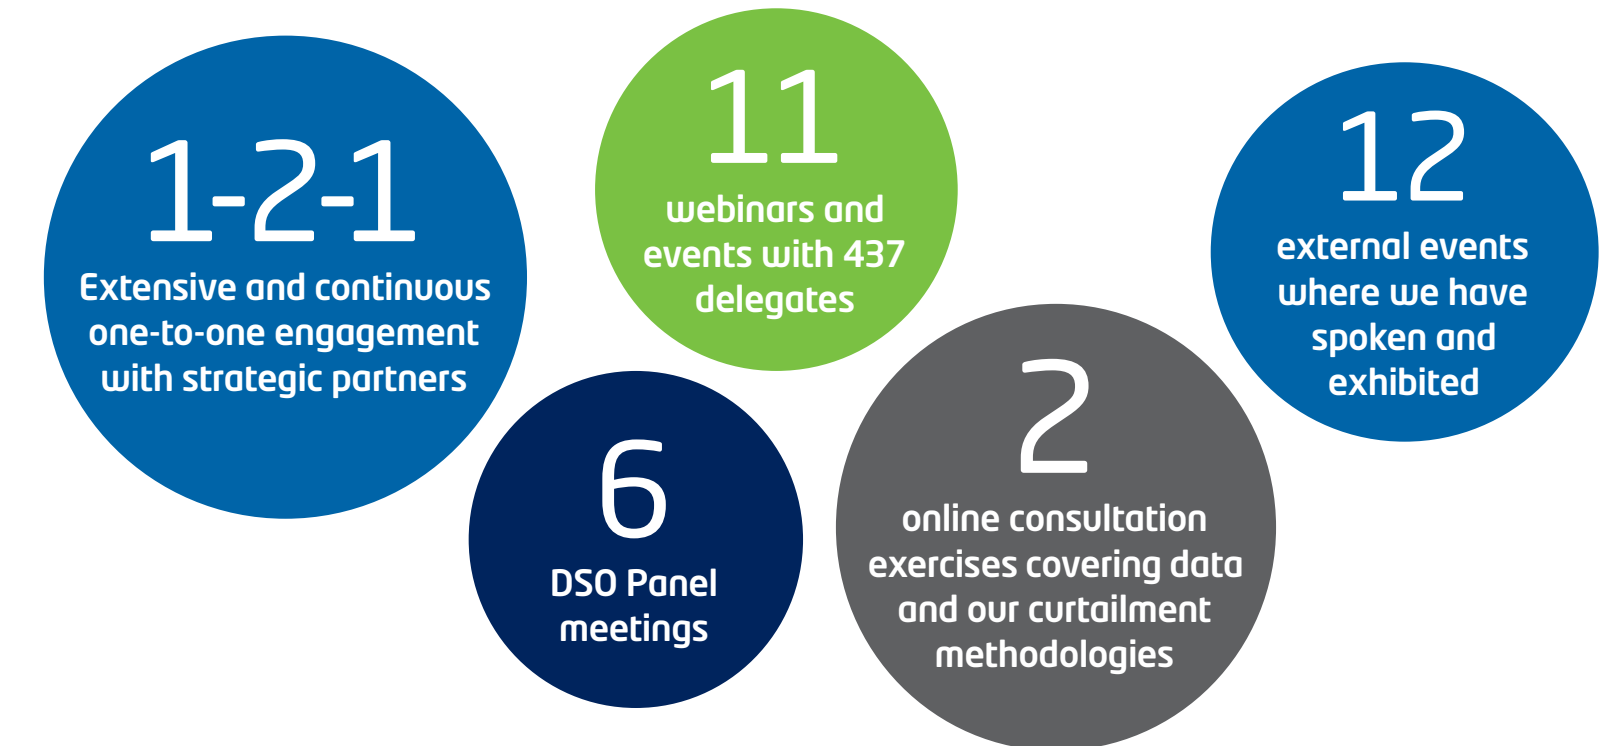 1-2-1
Extensive and continuous
one-to-one engagement
with strategic partners
11
webinars and
events with 437
delegates
12
external events
where we have
spoken and
exhibited
6
DSO Panel
meetings
2
online consultation
exercises covering data
and our curtailment
methodologies